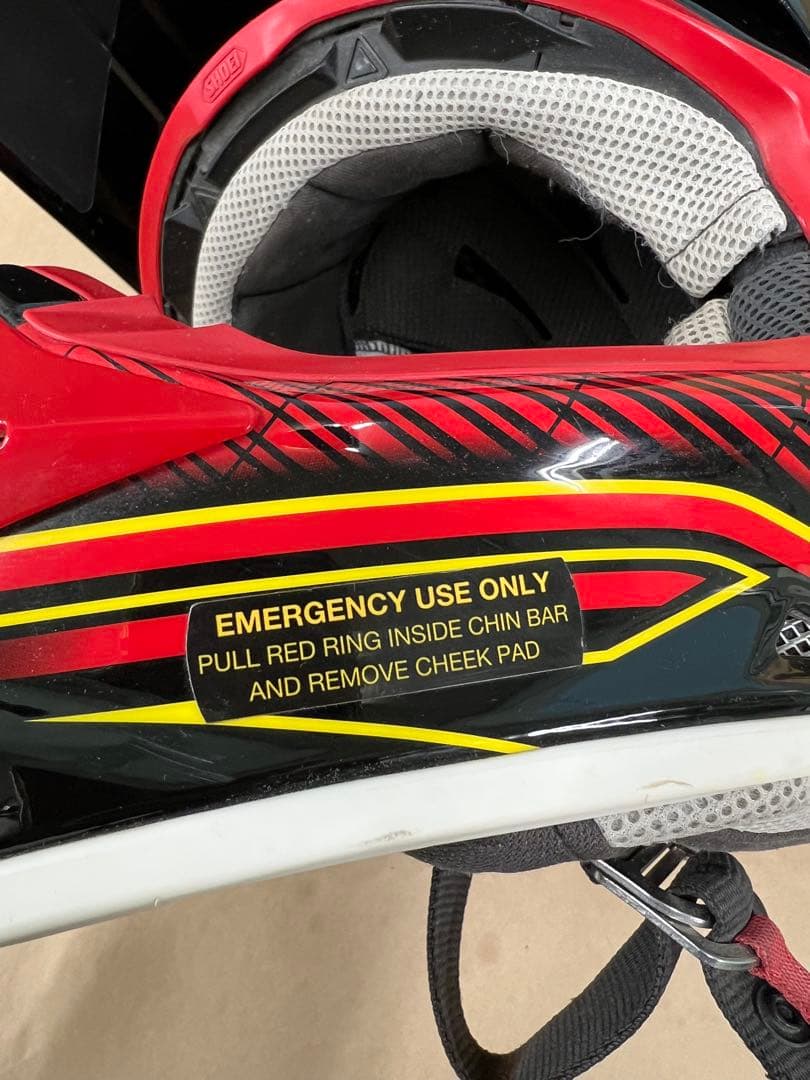 SHOEI
EMERGENCY USE ONLY
PULL RED RING INSIDE CHIN BAR
AND REMOVE CHEEK PAD